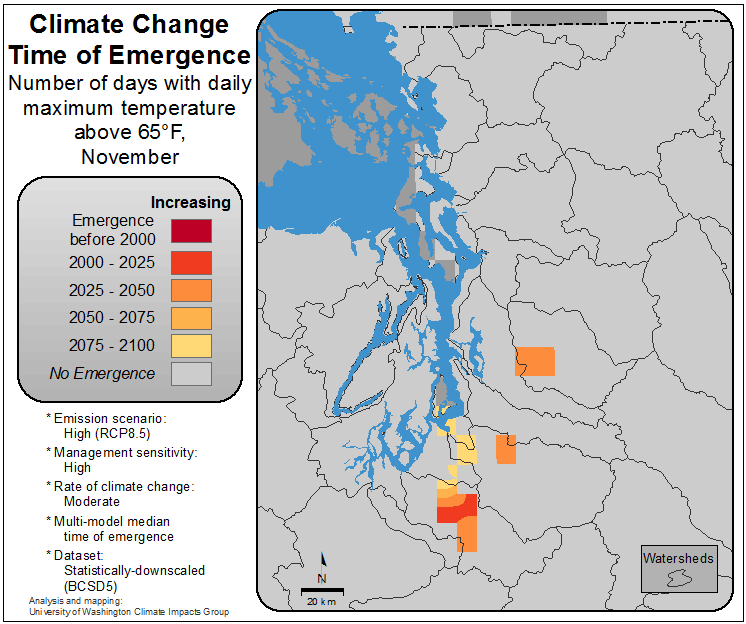 Climate Change
Time of Emergence
Number of days with daily
maximum temperature
above 65°F,
November
Increasing
Emergence
before 2000
2000 - 2025
2025 - 2050
2050 - 2075
2075 - 2100
No Emergence
* Emission scenario:
High (RCP8.5)
* Management sensitivity:
High
* Rate of climate change:
Moderate
* Multi-model median
time of emergence
* Dataset:
Statistically-downscaled
(BCSD5)
Analysis and mapping:
University of Washington Climate Impacts Group
N
20 km
Watersheds